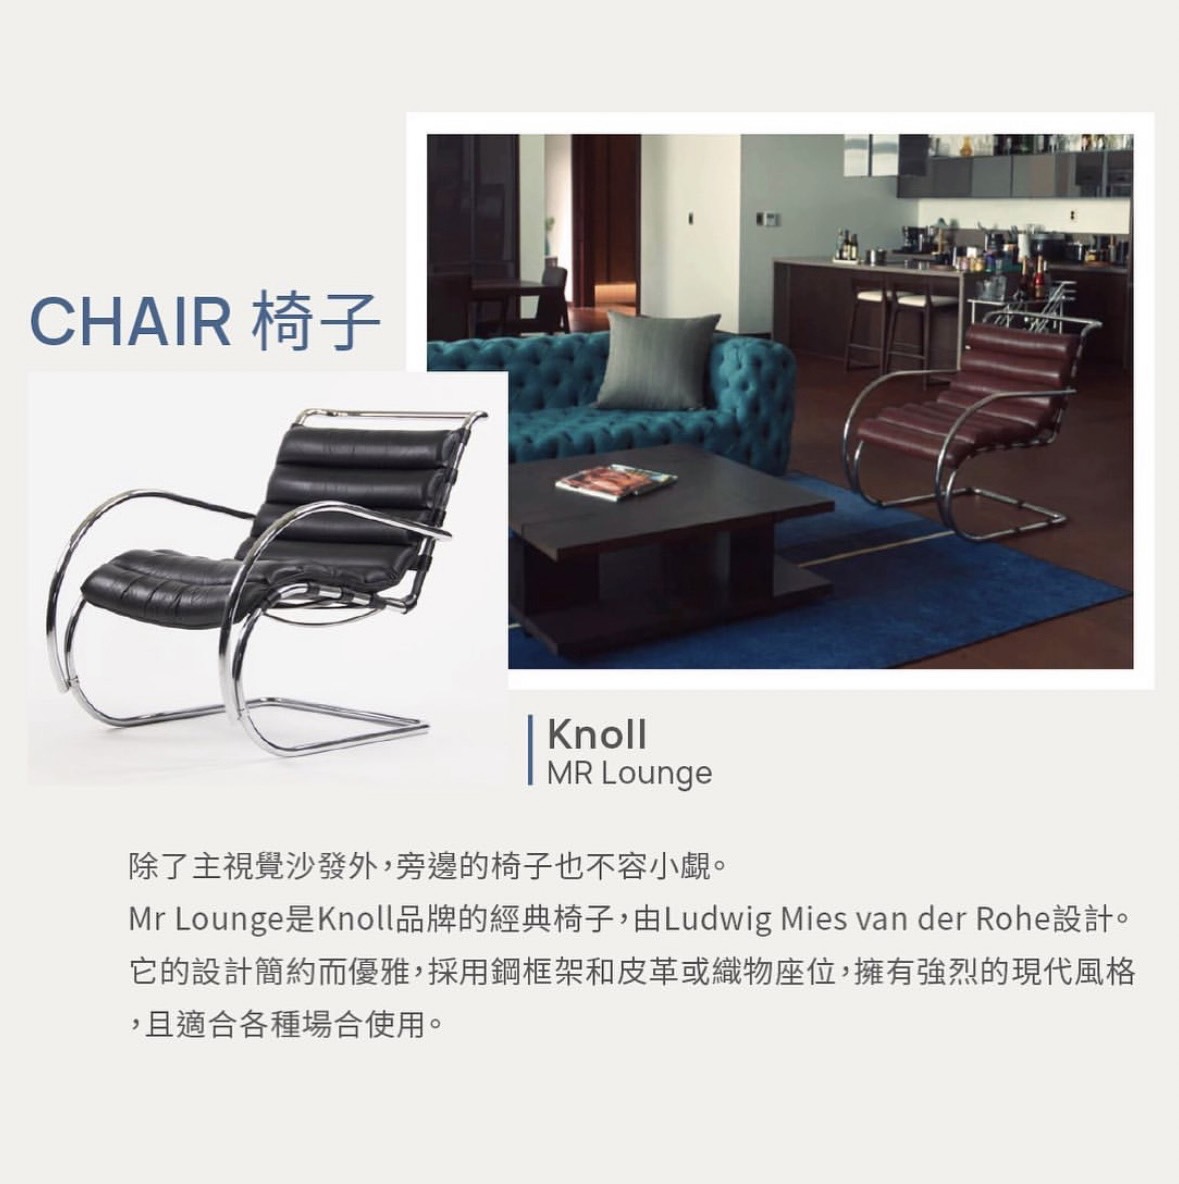 CHAIR 椅子
Knoll
MR Lounge
除了主視覺沙發外，旁邊的椅子也不容小覷。
Mr Lounge是Knoll品牌的經典椅子，由Ludwig Mies van der Rohe設計。
它的設計簡約而優雅，採用鋼框架和皮革或織物座位，擁有強烈的現代風格
，且適合各種場合使用。